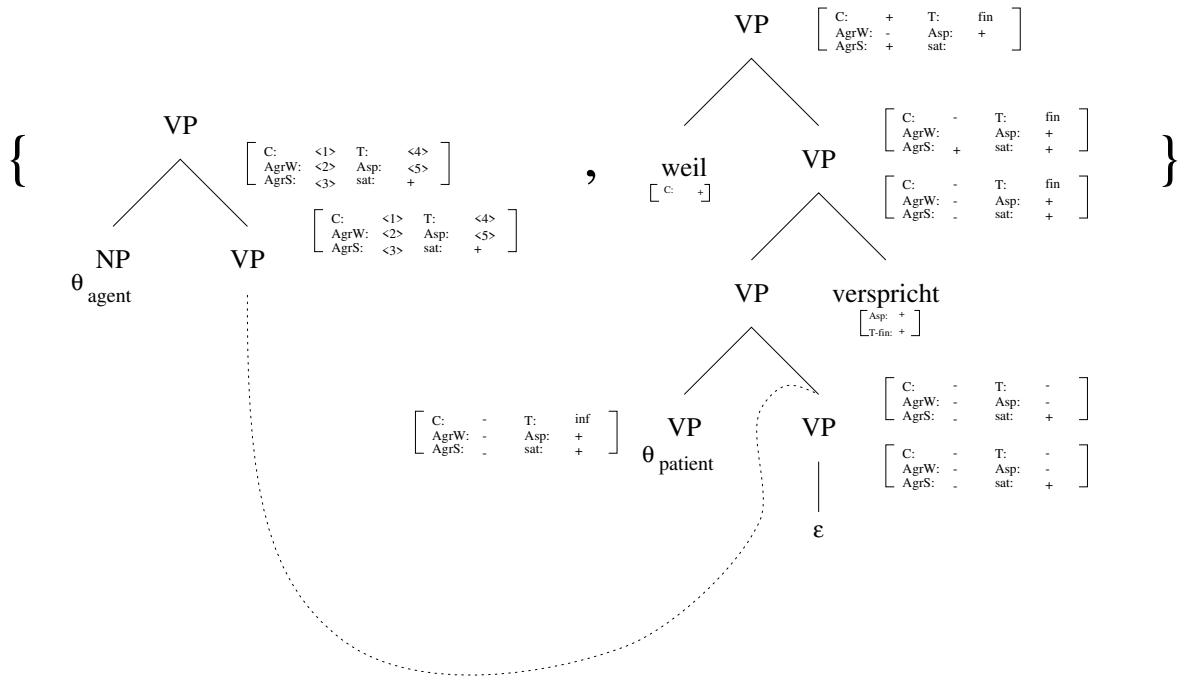 {
VP
C: <1> T: <4>
AgrW: <2> Asp: <5>
AgrS: <3> sat: +
NP
θ agent
VP
C: <1> T: <4>
AgrW: <2> Asp: <5>
AgrS: <3> sat: +
,
VP
C: + T: fin
AgrW: - Asp: +
AgrS: + sat:
weil
C: +
VP
C: - T: fin
AgrW: Asp: +
AgrS: + sat: +
C: - T: fin
AgrW: - Asp: +
AgrS: - sat: +
VP
verspricht
Asp: +
T-fin: +
C: - T: inf
AgrW: - Asp: +
AgrS: - sat: +
VP
θ patient
VP
C: - T: -
AgrW: - Asp: -
AgrS: - sat: +
C: - T: -
AgrW: - Asp: -
AgrS: - sat: +
ε
}